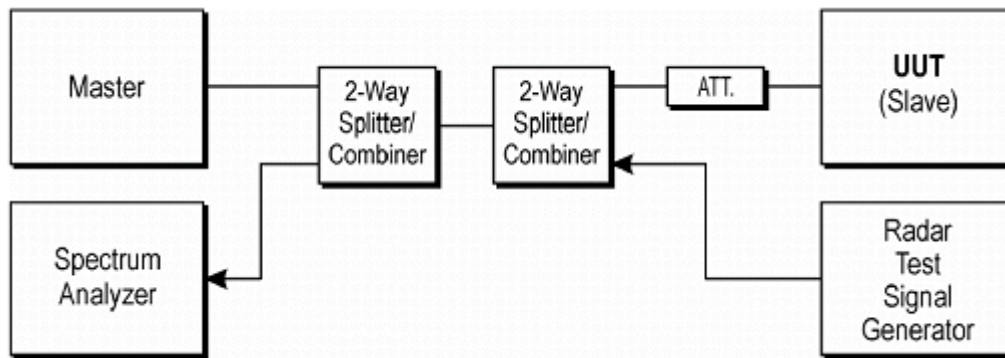 Master
2-Way
Splitter/
Combiner
2-Way
Splitter/
Combiner
ATT.
UUT
(Slave)
Spectrum
Analyzer
Radar
Test
Signal
Generator